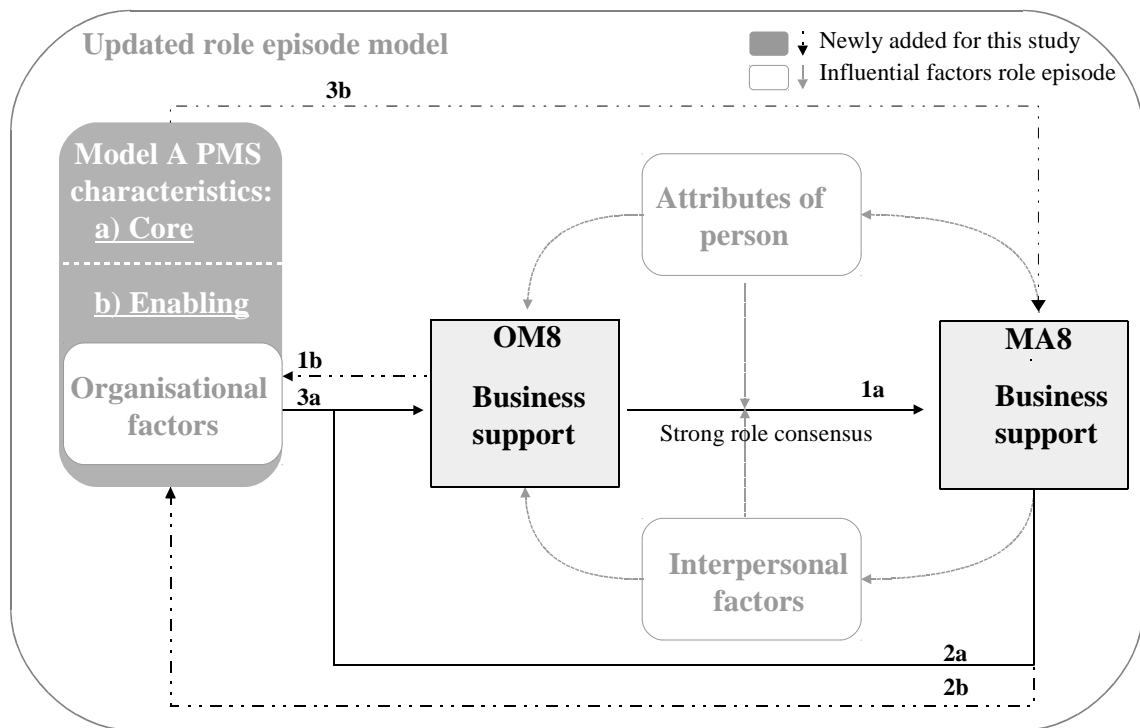 Updated role episode model
Newly added for this study
Influential factors role episode
3b
Model A PMS
characteristics:
a) Core
b) Enabling
Organisational
factors
Attributes of
person
1b
3a
OM8
Business
support
1a
Strong role consensus
MA8
Business
support
Interpersonal
factors
2a
2b